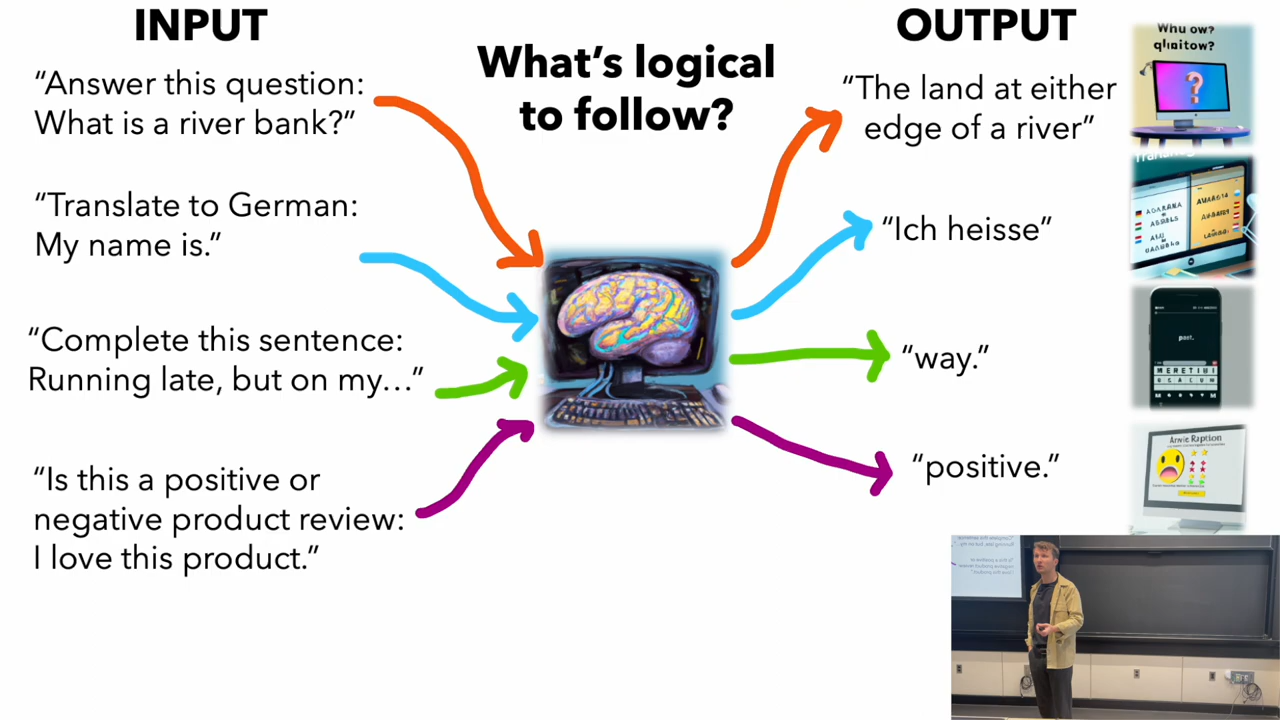 INPUT
"Answer this question:
What is a river bank?"
"Translate to German:
My name is."
"Complete this sentence:
Running late, but on my…"
"Is this a positive or
negative product review:
I love this product."
What's logical
to follow?
OUTPUT
"The land at either
edge of a river"
"Ich heisse"
"way."
"positive."
?